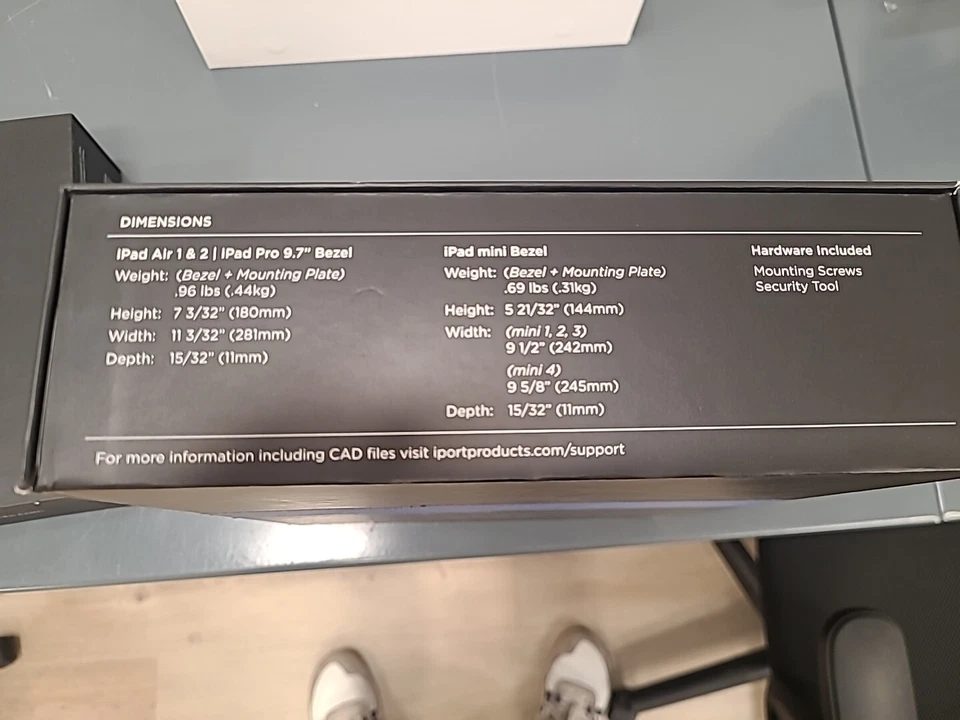 DIMENSIONS
iPad Air 1 & 2 | iPad Pro 9.7" Bezel
Weight: (Bezel + Mounting Plate)
.96 lbs (.44kg)
Height: 7 3/32" (180mm)
Width: 11 3/32" (281mm)
Depth: 15/32" (11mm)
iPad mini Bezel
Weight: (Bezel + Mounting Plate)
.69 lbs (.31kg)
Height: 5 21/32" (144mm)
Width: (mini 1, 2, 3)
9 1/2" (242mm)
(mini 4)
9 5/8" (245mm)
Depth: 15/32" (11mm)
Hardware Included
Mounting Screws
Security Tool
For more information including CAD files visit iportproducts.com/support